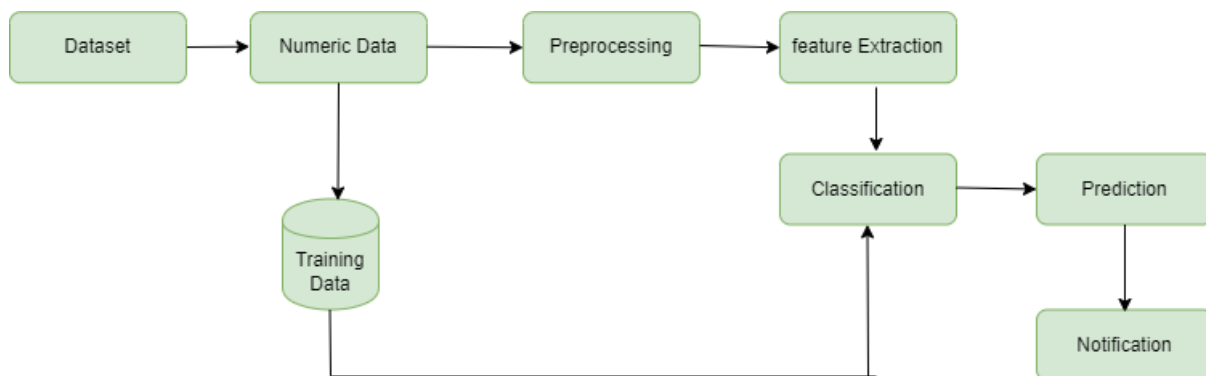 Dataset
Numeric Data
Preprocessing
feature Extraction
Classification
Prediction
Training
Data
Notification